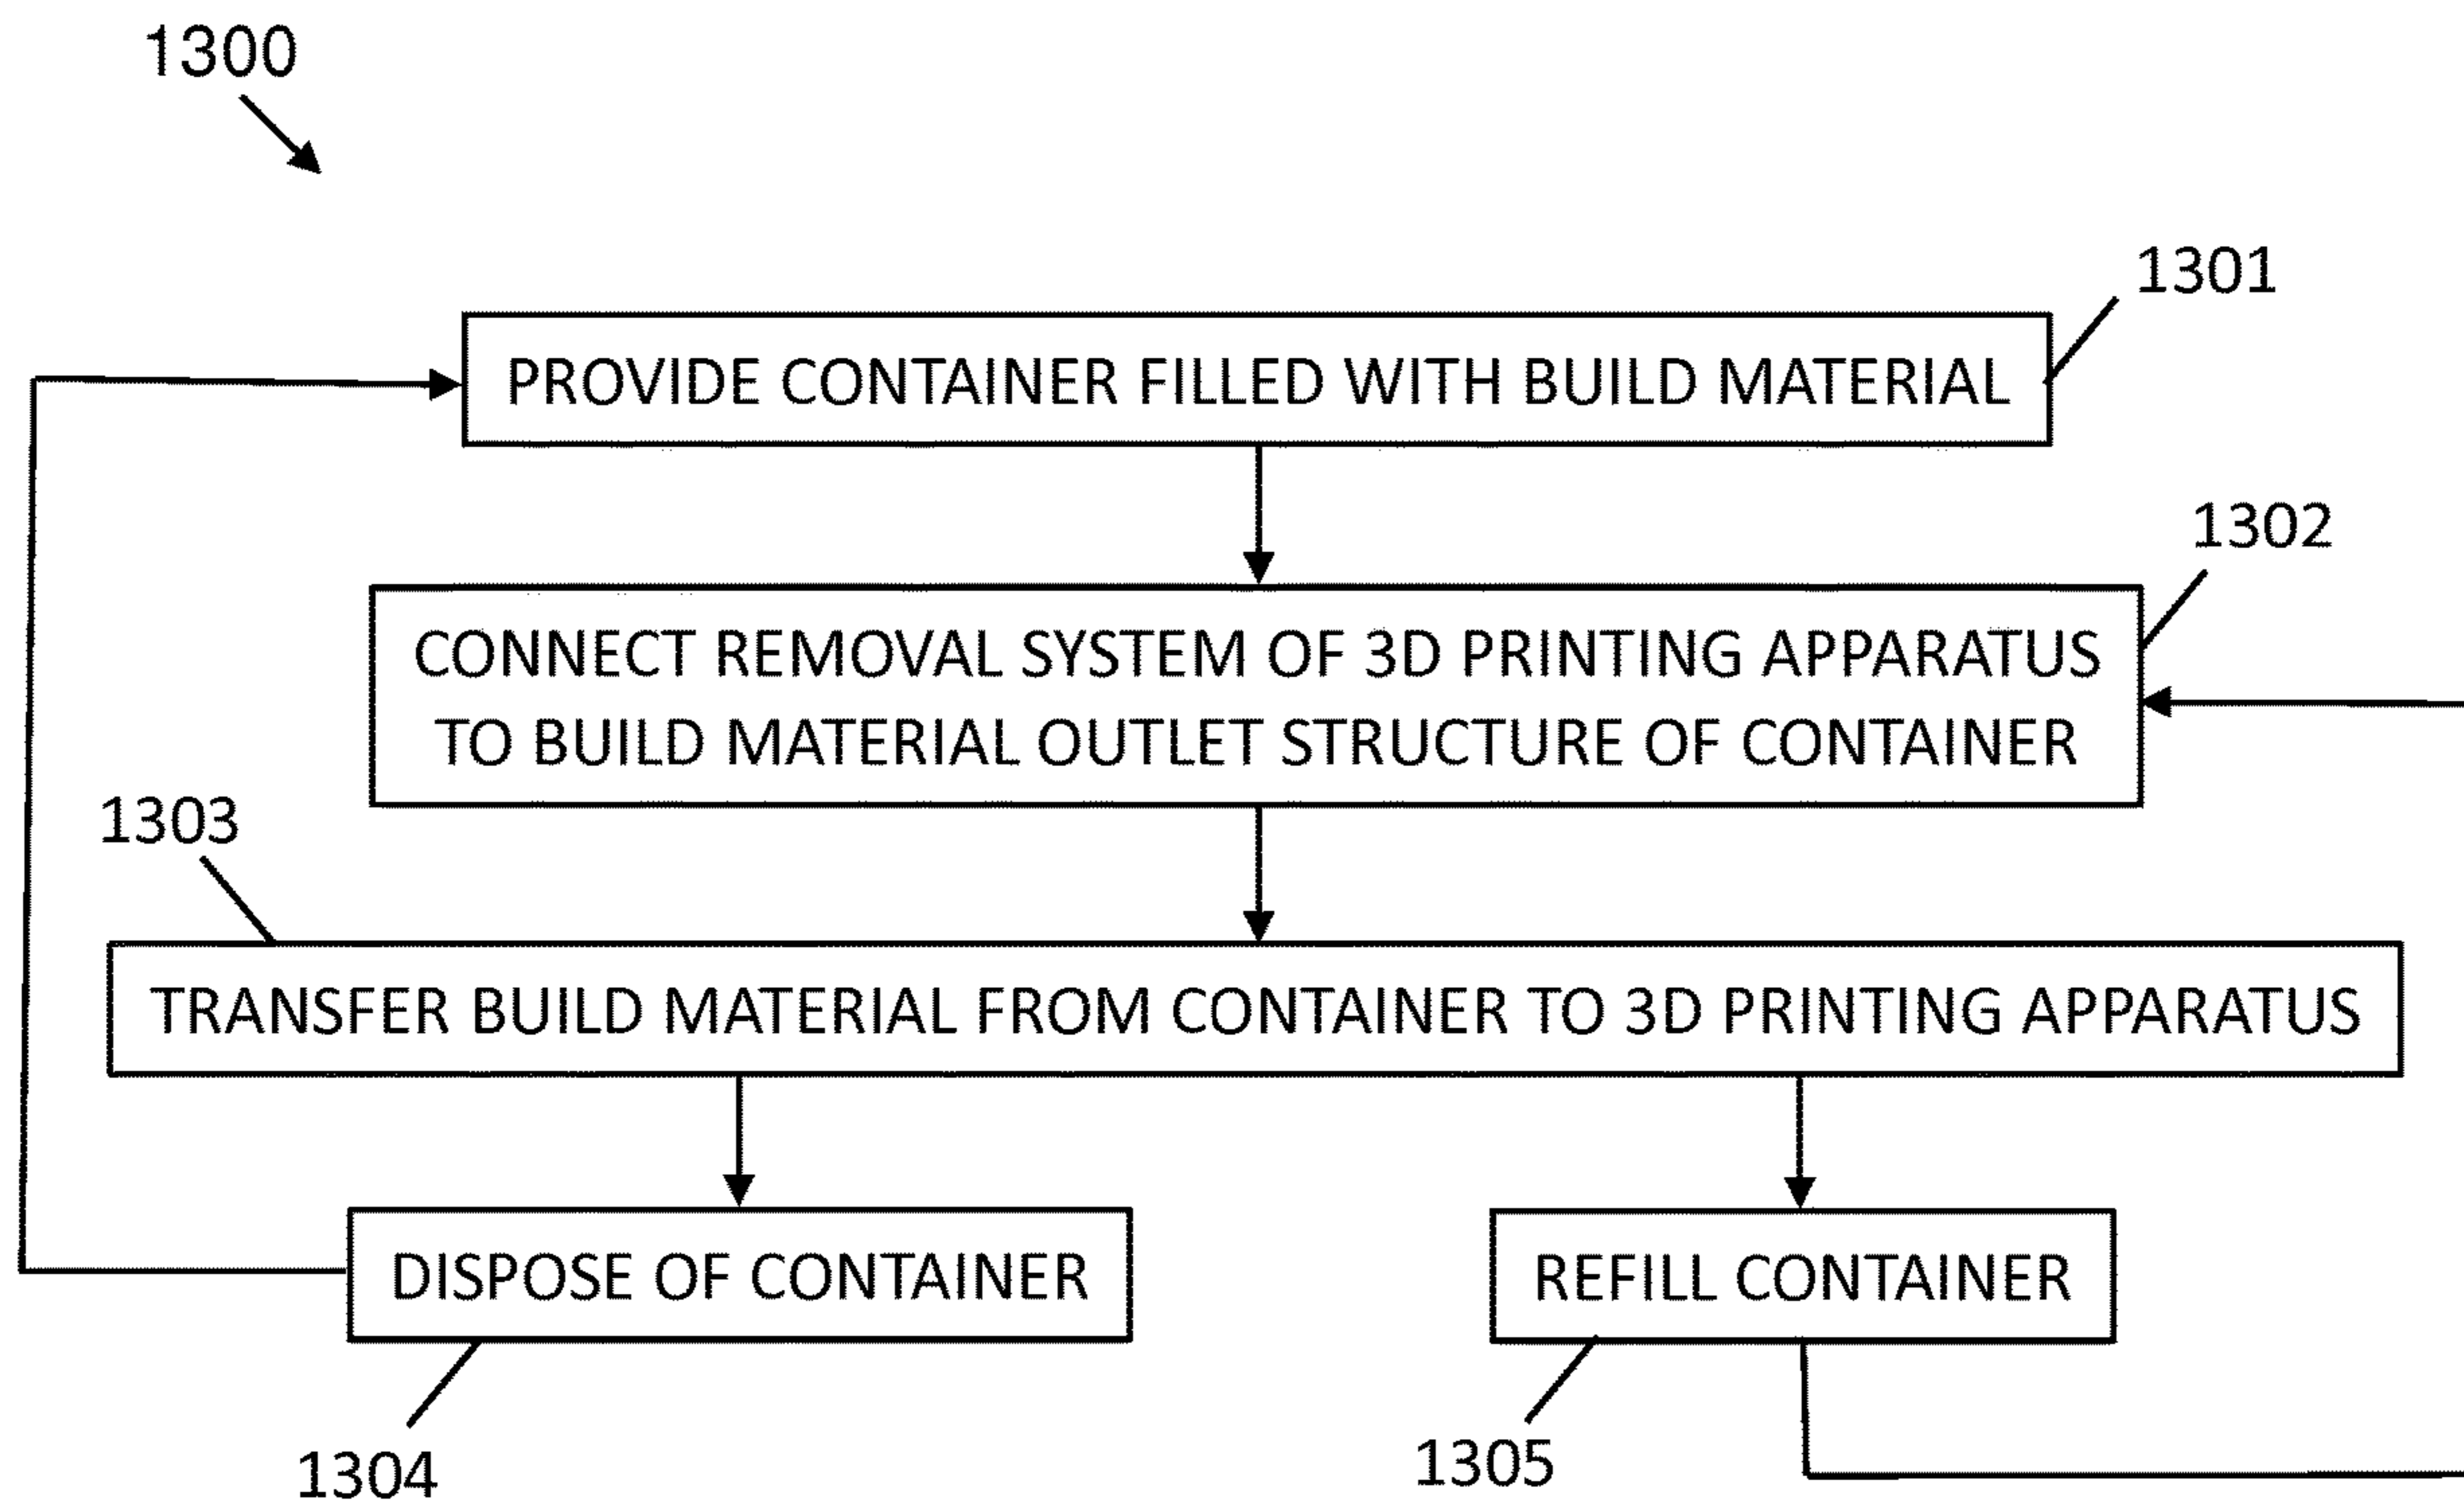 1300
1301
PROVIDE CONTAINER FILLED WITH BUILD MATERIAL
1302
CONNECT REMOVAL SYSTEM OF 3D PRINTING APPARATUS
TO BUILD MATERIAL OUTLET STRUCTURE OF CONTAINER
1303
TRANSFER BUILD MATERIAL FROM CONTAINER TO 3D PRINTING APPARATUS
DISPOSE OF CONTAINER
REFILL CONTAINER
1304
1305